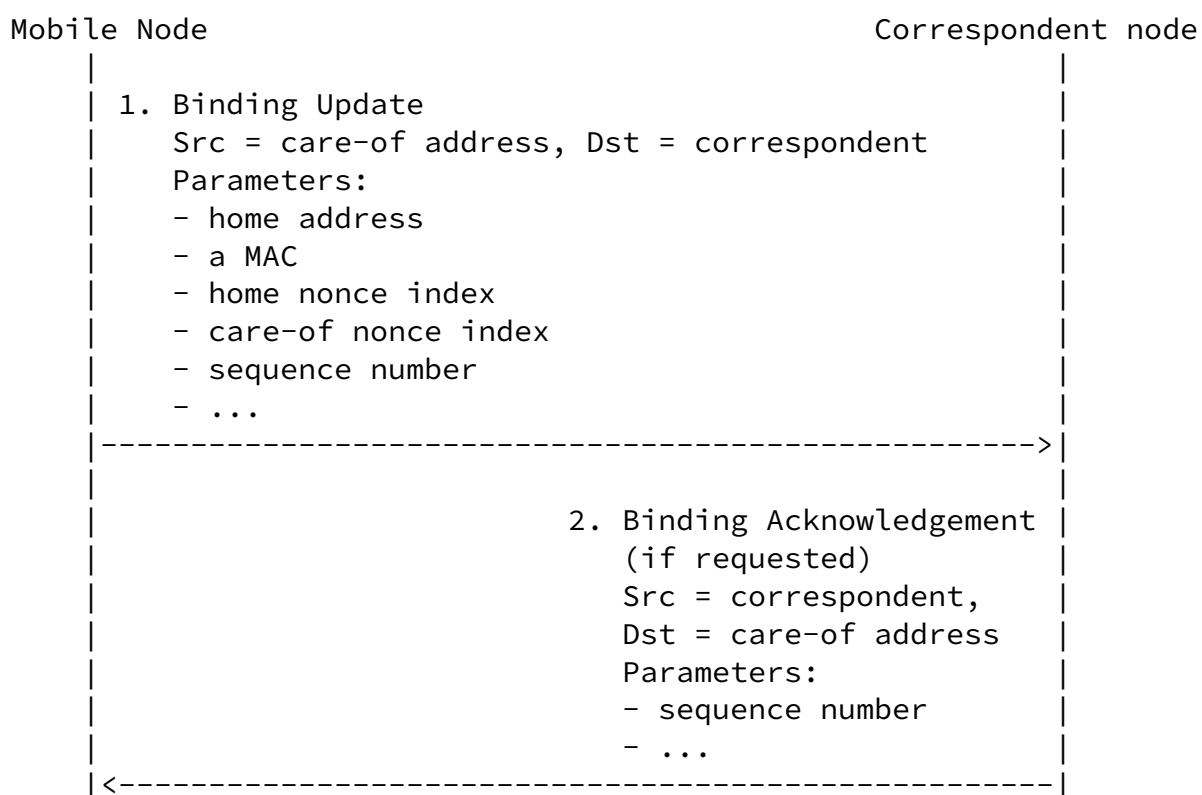 Mobile Node Correspondent node
1. Binding Update
Src = care-of address, Dst = correspondent
Parameters:
- home address
- a MAC
- home nonce index
- care-of nonce index
- sequence number
- ...
2. Binding Acknowledgement
(if requested)
Src = correspondent,
Dst = care-of address
Parameters:
- sequence number
- ...